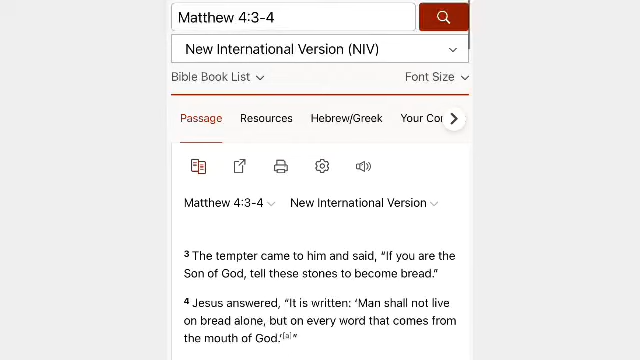 Matthew 4:3-4
New International Version (NIV)
Bible Book List Font Size
Passage Resources Hebrew/Greek Your
Matthew 4:3-4 New International Version
3 The tempter came to him and said, “If you are the
Son of God, tell these stones to become bread.”
4 Jesus answered, “It is written: ‘Man shall not live
on bread alone, but on every word that comes from
the mouth of God.’[a]”